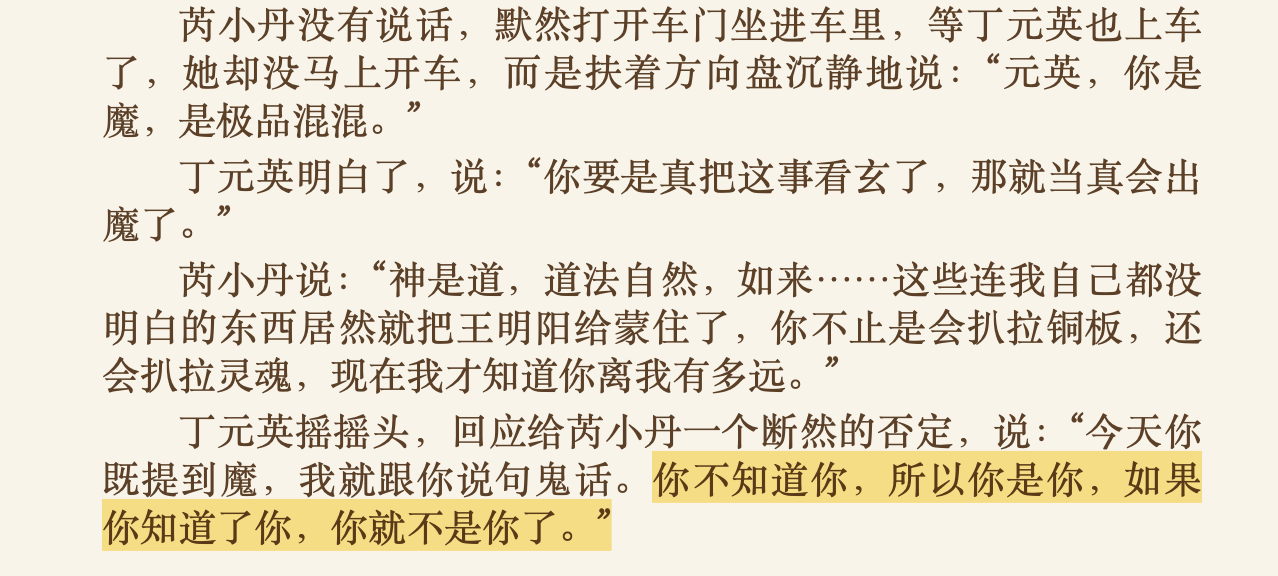 芮小丹没有说话，默然打开车门坐进车里，等丁元英也上车
了，她却没马上开车，而是扶着方向盘沉静地说：“元英，你是
魔，是极品混混。”
丁元英明白了，说：“你要是真把这事看玄了，那就当真会出
魔了。”
芮小丹说：“神是道，道法自然，如来……这些连我自己都没
明白的东西居然就把王明阳给蒙住了，你不止是会扒拉铜板，还
会扒拉灵魂，现在我才知道你离我有多远。”
丁元英摇摇头，回应给芮小丹一个断然的否定，说：“今天你
既提到魔，我就跟你说句鬼话。你不知道你，所以你是你，如果
你知道了你，你就不是你了。”